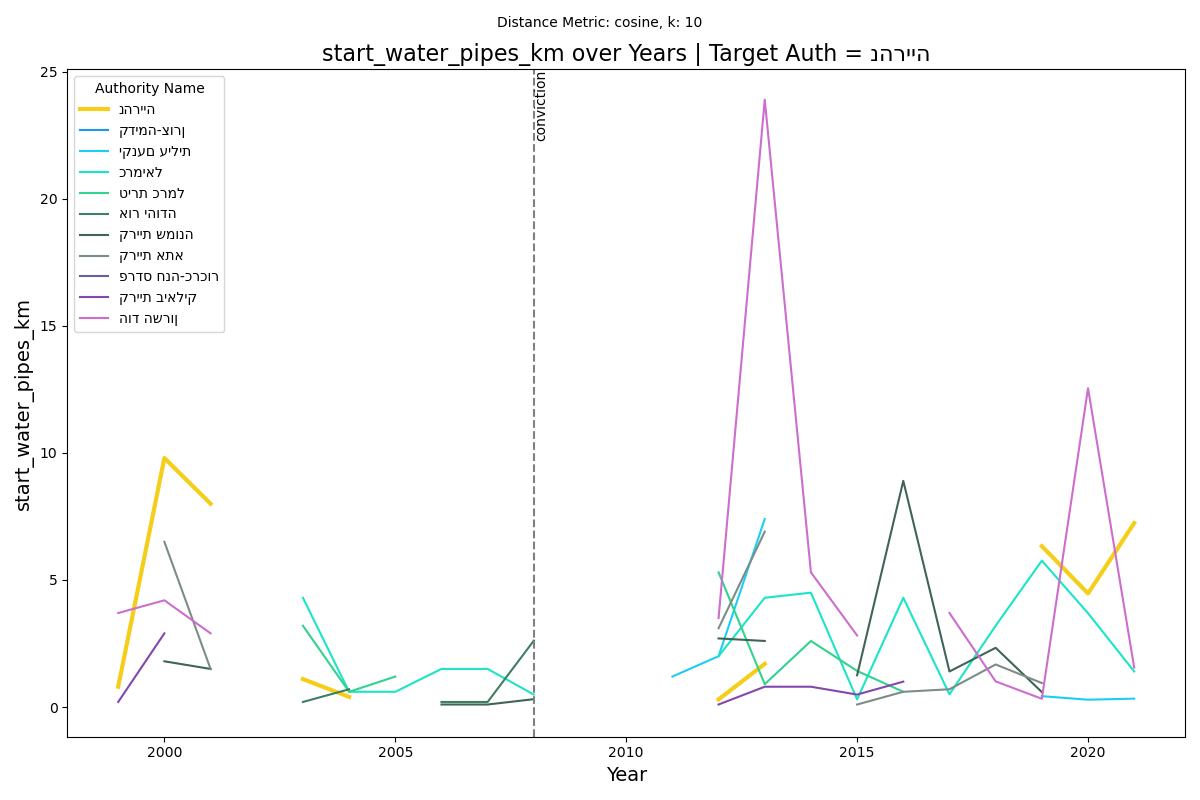 Distance Metric: cosine, k: 10
start_water_pipes_km over Years | Target Auth = נהרייה
Authority Name
נהרייה
קדימה-צורן
יקנעם עילית
כרמיאל
טירת כרמל
אור יהודה
קריית שמונה
קריית אתא
פרדס חנה-כרכור
קריית ביאליק
הוד השרון
conviction
start_water_pipes_km
25
20
15
10
5
0
2000
2005
2010
2015
2020
Year